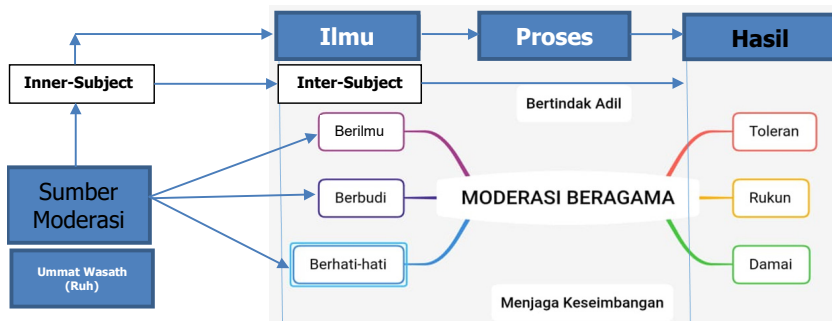 Ilmu
Proses
Hasil
Inner-Subject
Inter-Subject
Bertindak Adil
Berilmu
Toleran
Sumber
Moderasi
Berbudi
MODERASI BERAGAMA
Rukun
Ummat Wasath
(Ruh)
Berhati-hati
Damai
Menjaga Keseimbangan